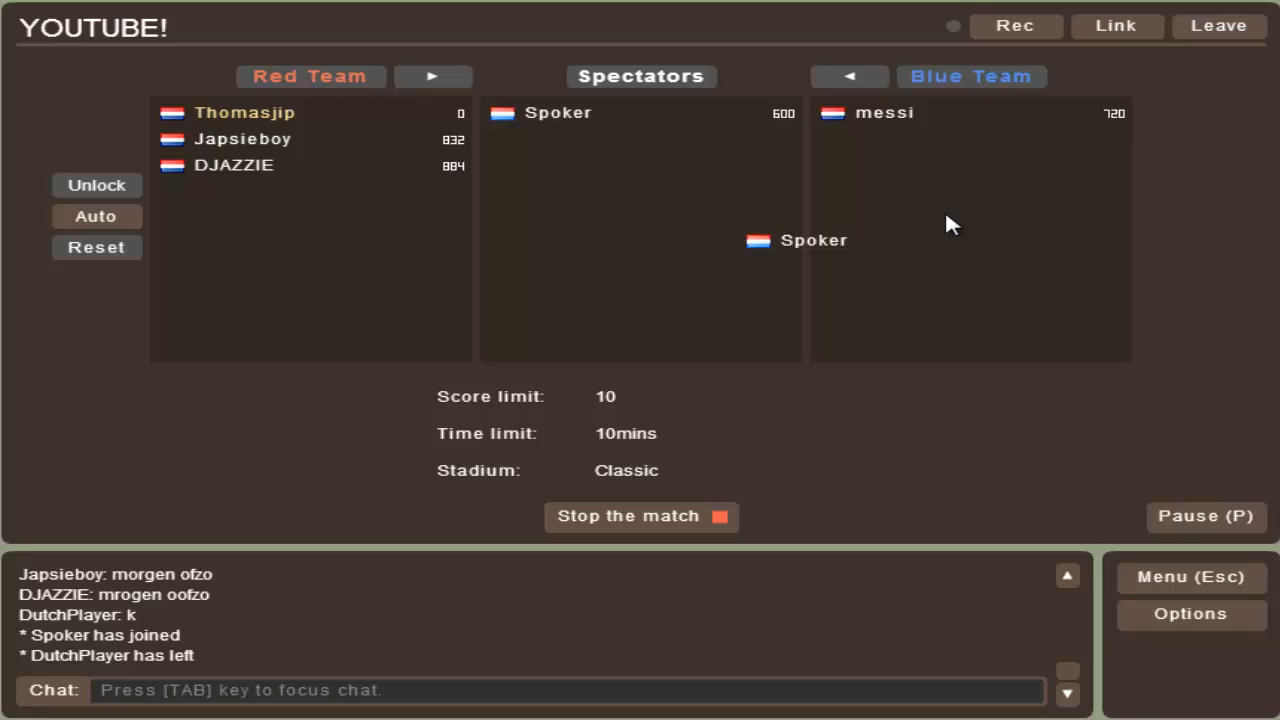 YOUTUBE!
Rec Link Leave
Red Team ► Spectators ◄ Blue Team
Thomasjip 0 Spoker 600 messi 720
Japsieboy 832
DJAZZIE 884
Unlock
Auto
Reset
Spoker
Score limit: 10
Time limit: 10mins
Stadium: Classic
Stop the match
Pause (P)
Japsieboy: morgen ofzo
DJAZZIE: mrogen oofzo
DutchPlayer: k
* Spoker has joined
* DutchPlayer has left
Chat: Press [TAB] key to focus chat.
Menu (Esc)
Options